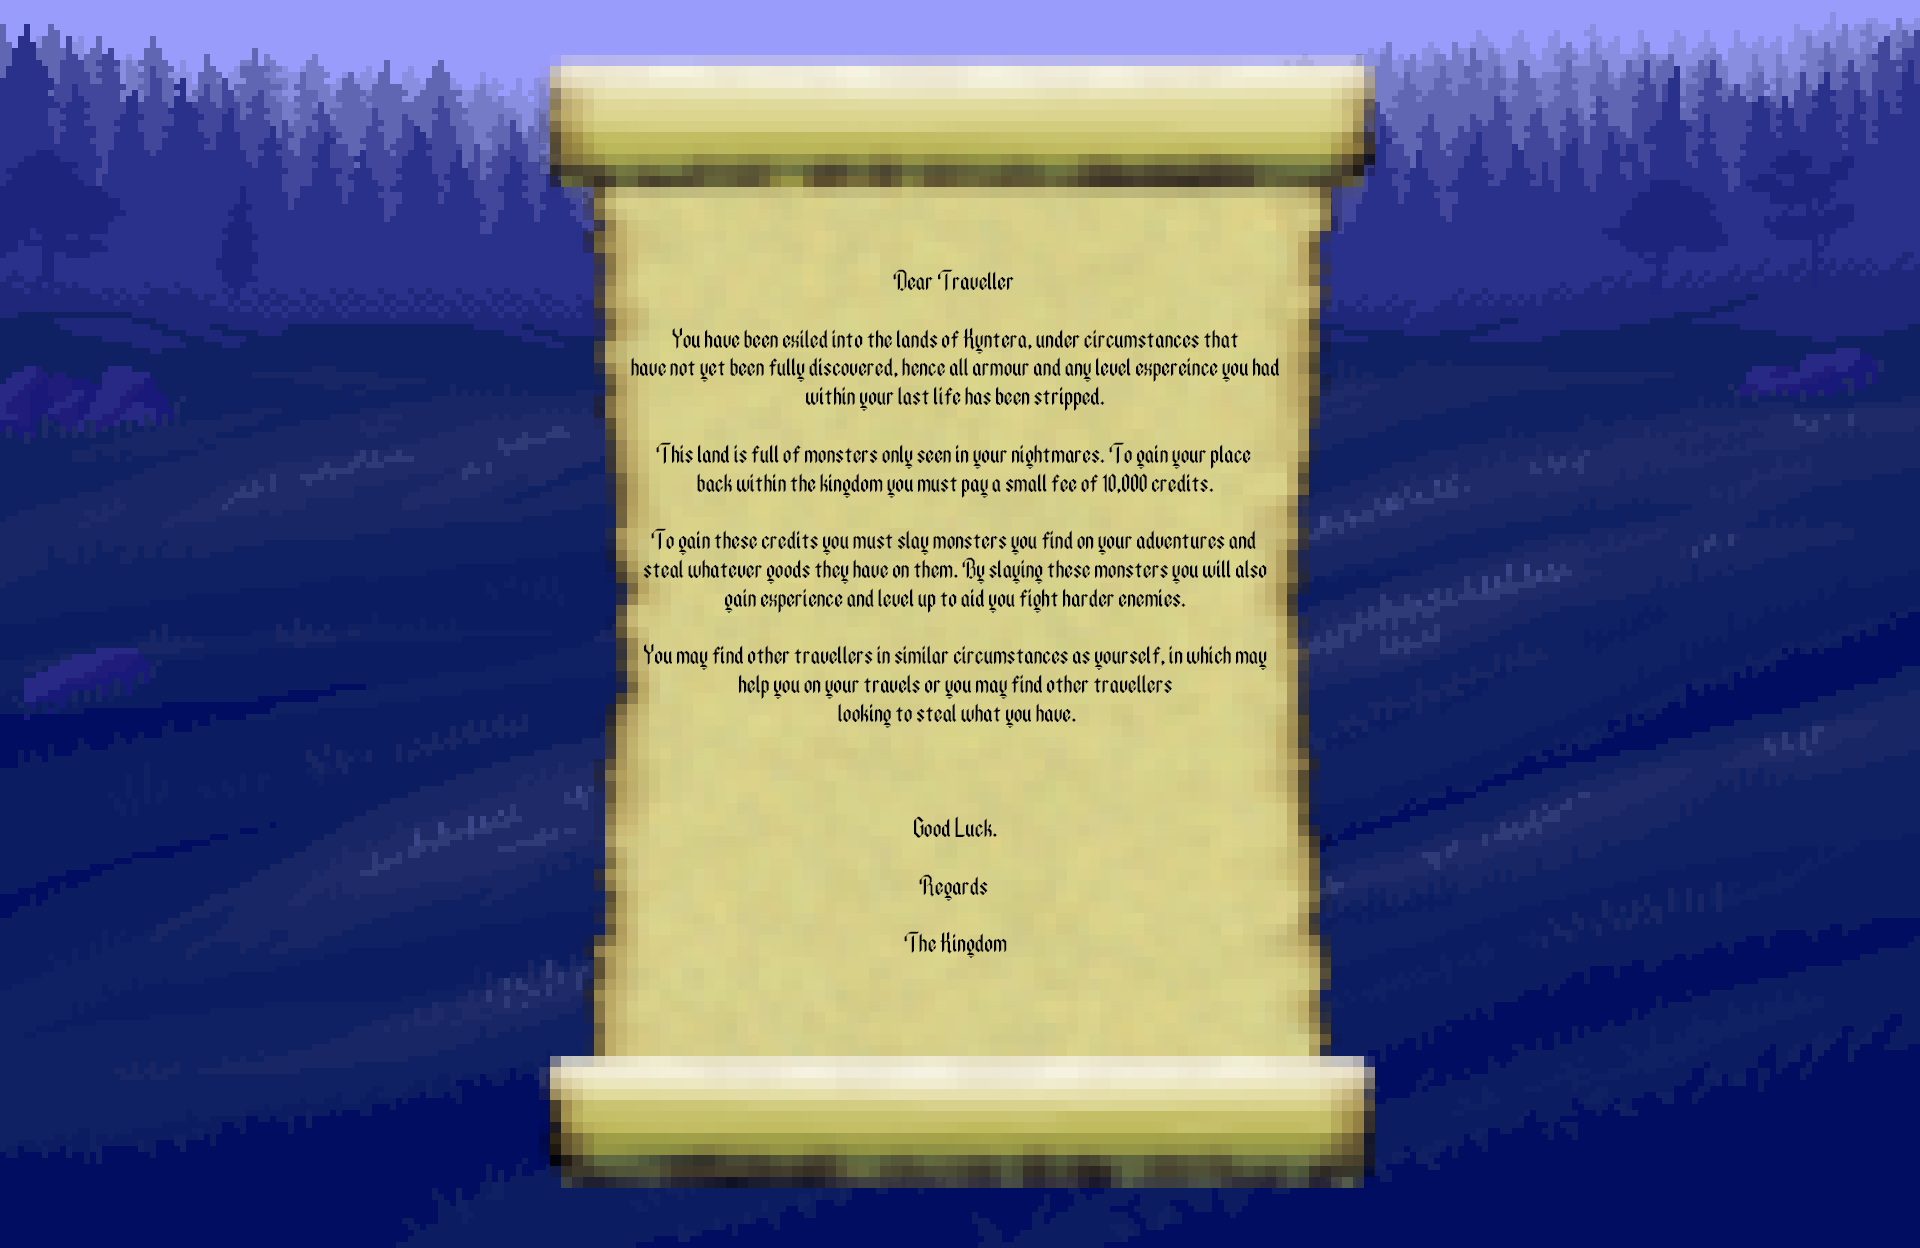 Dear Traveller
You have been exiled into the lands of Kyntera, under circumstances that
have not yet been fully discovered, hence all armour and any level expereince you had
within your last life has been stripped.
This land is full of monsters only seen in your nightmares. To gain your place
back within the kingdom you must pay a small fee of 10,000 credits.
To gain these credits you must slay monsters you find on your adventures and
steal whatever goods they have on them. By slaying these monsters you will also
gain experience and level up to aid you fight harder enemies.
You may find other travellers in similar circumstances as yourself, in which may
help you on your travels or you may find other travellers
looking to steal what you have.
Good Luck.
Regards
The Kingdom